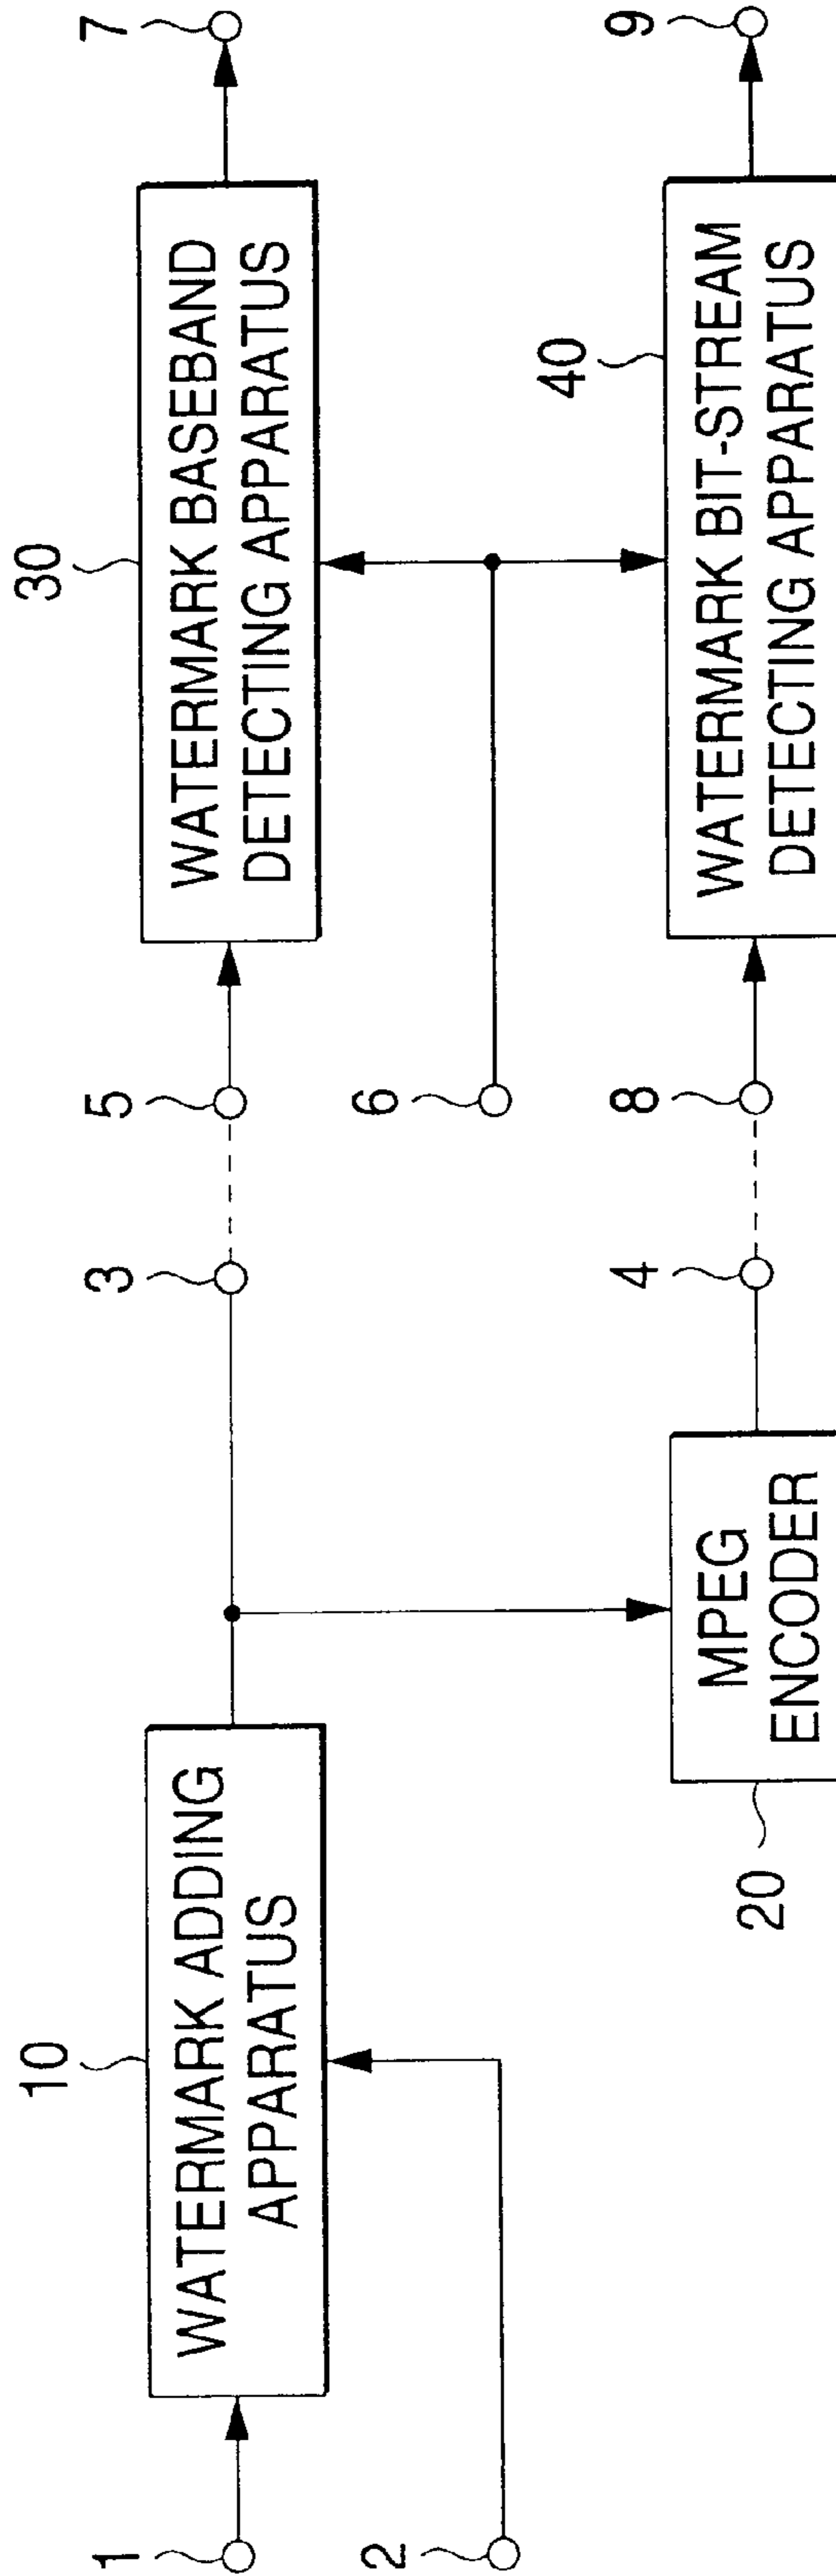 1
2
10
WATERMARK ADDING
APPARATUS
3
5
30
WATERMARK BASEBAND
DETECTING APPARATUS
7
6
20
MPEG
ENCODER
4
8
40
WATERMARK BIT-STREAM
DETECTING APPARATUS
9